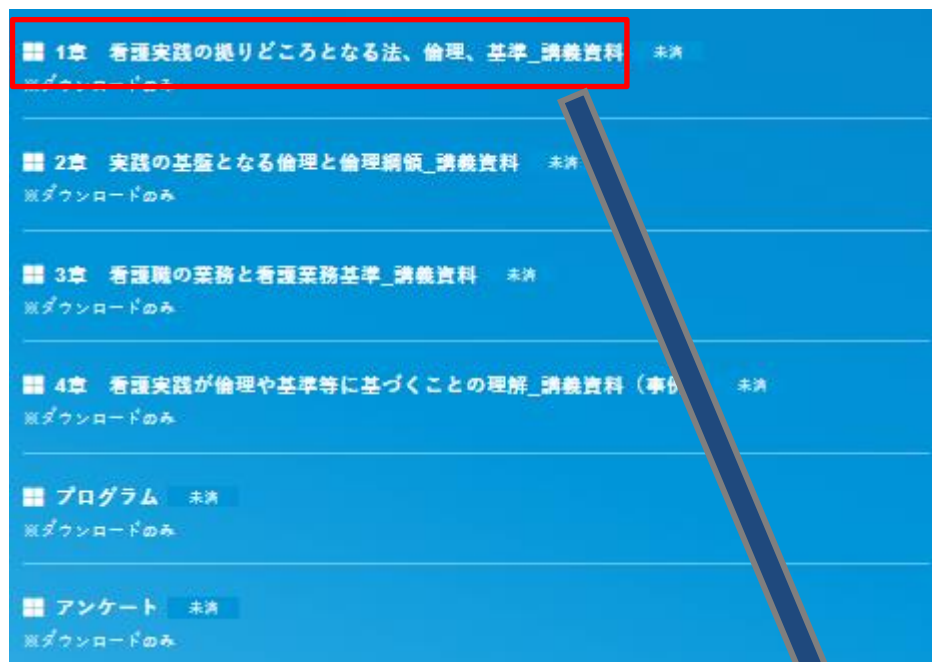 1章 看護実践の拠りどころとなる法、倫理、基準_講義資料 未済
※ダウンロードのみ
2章 実践の基盤となる倫理と倫理綱領_講義資料 未済
※ダウンロードのみ
3章 看護職の業務と看護業務基準_講義資料 未済
※ダウンロードのみ
4章 看護実践が倫理や基準等に基づくことの理解_講義資料（事例 未済
※ダウンロードのみ
プログラム 未済
※ダウンロードのみ
アンケート 未済
※ダウンロードのみ